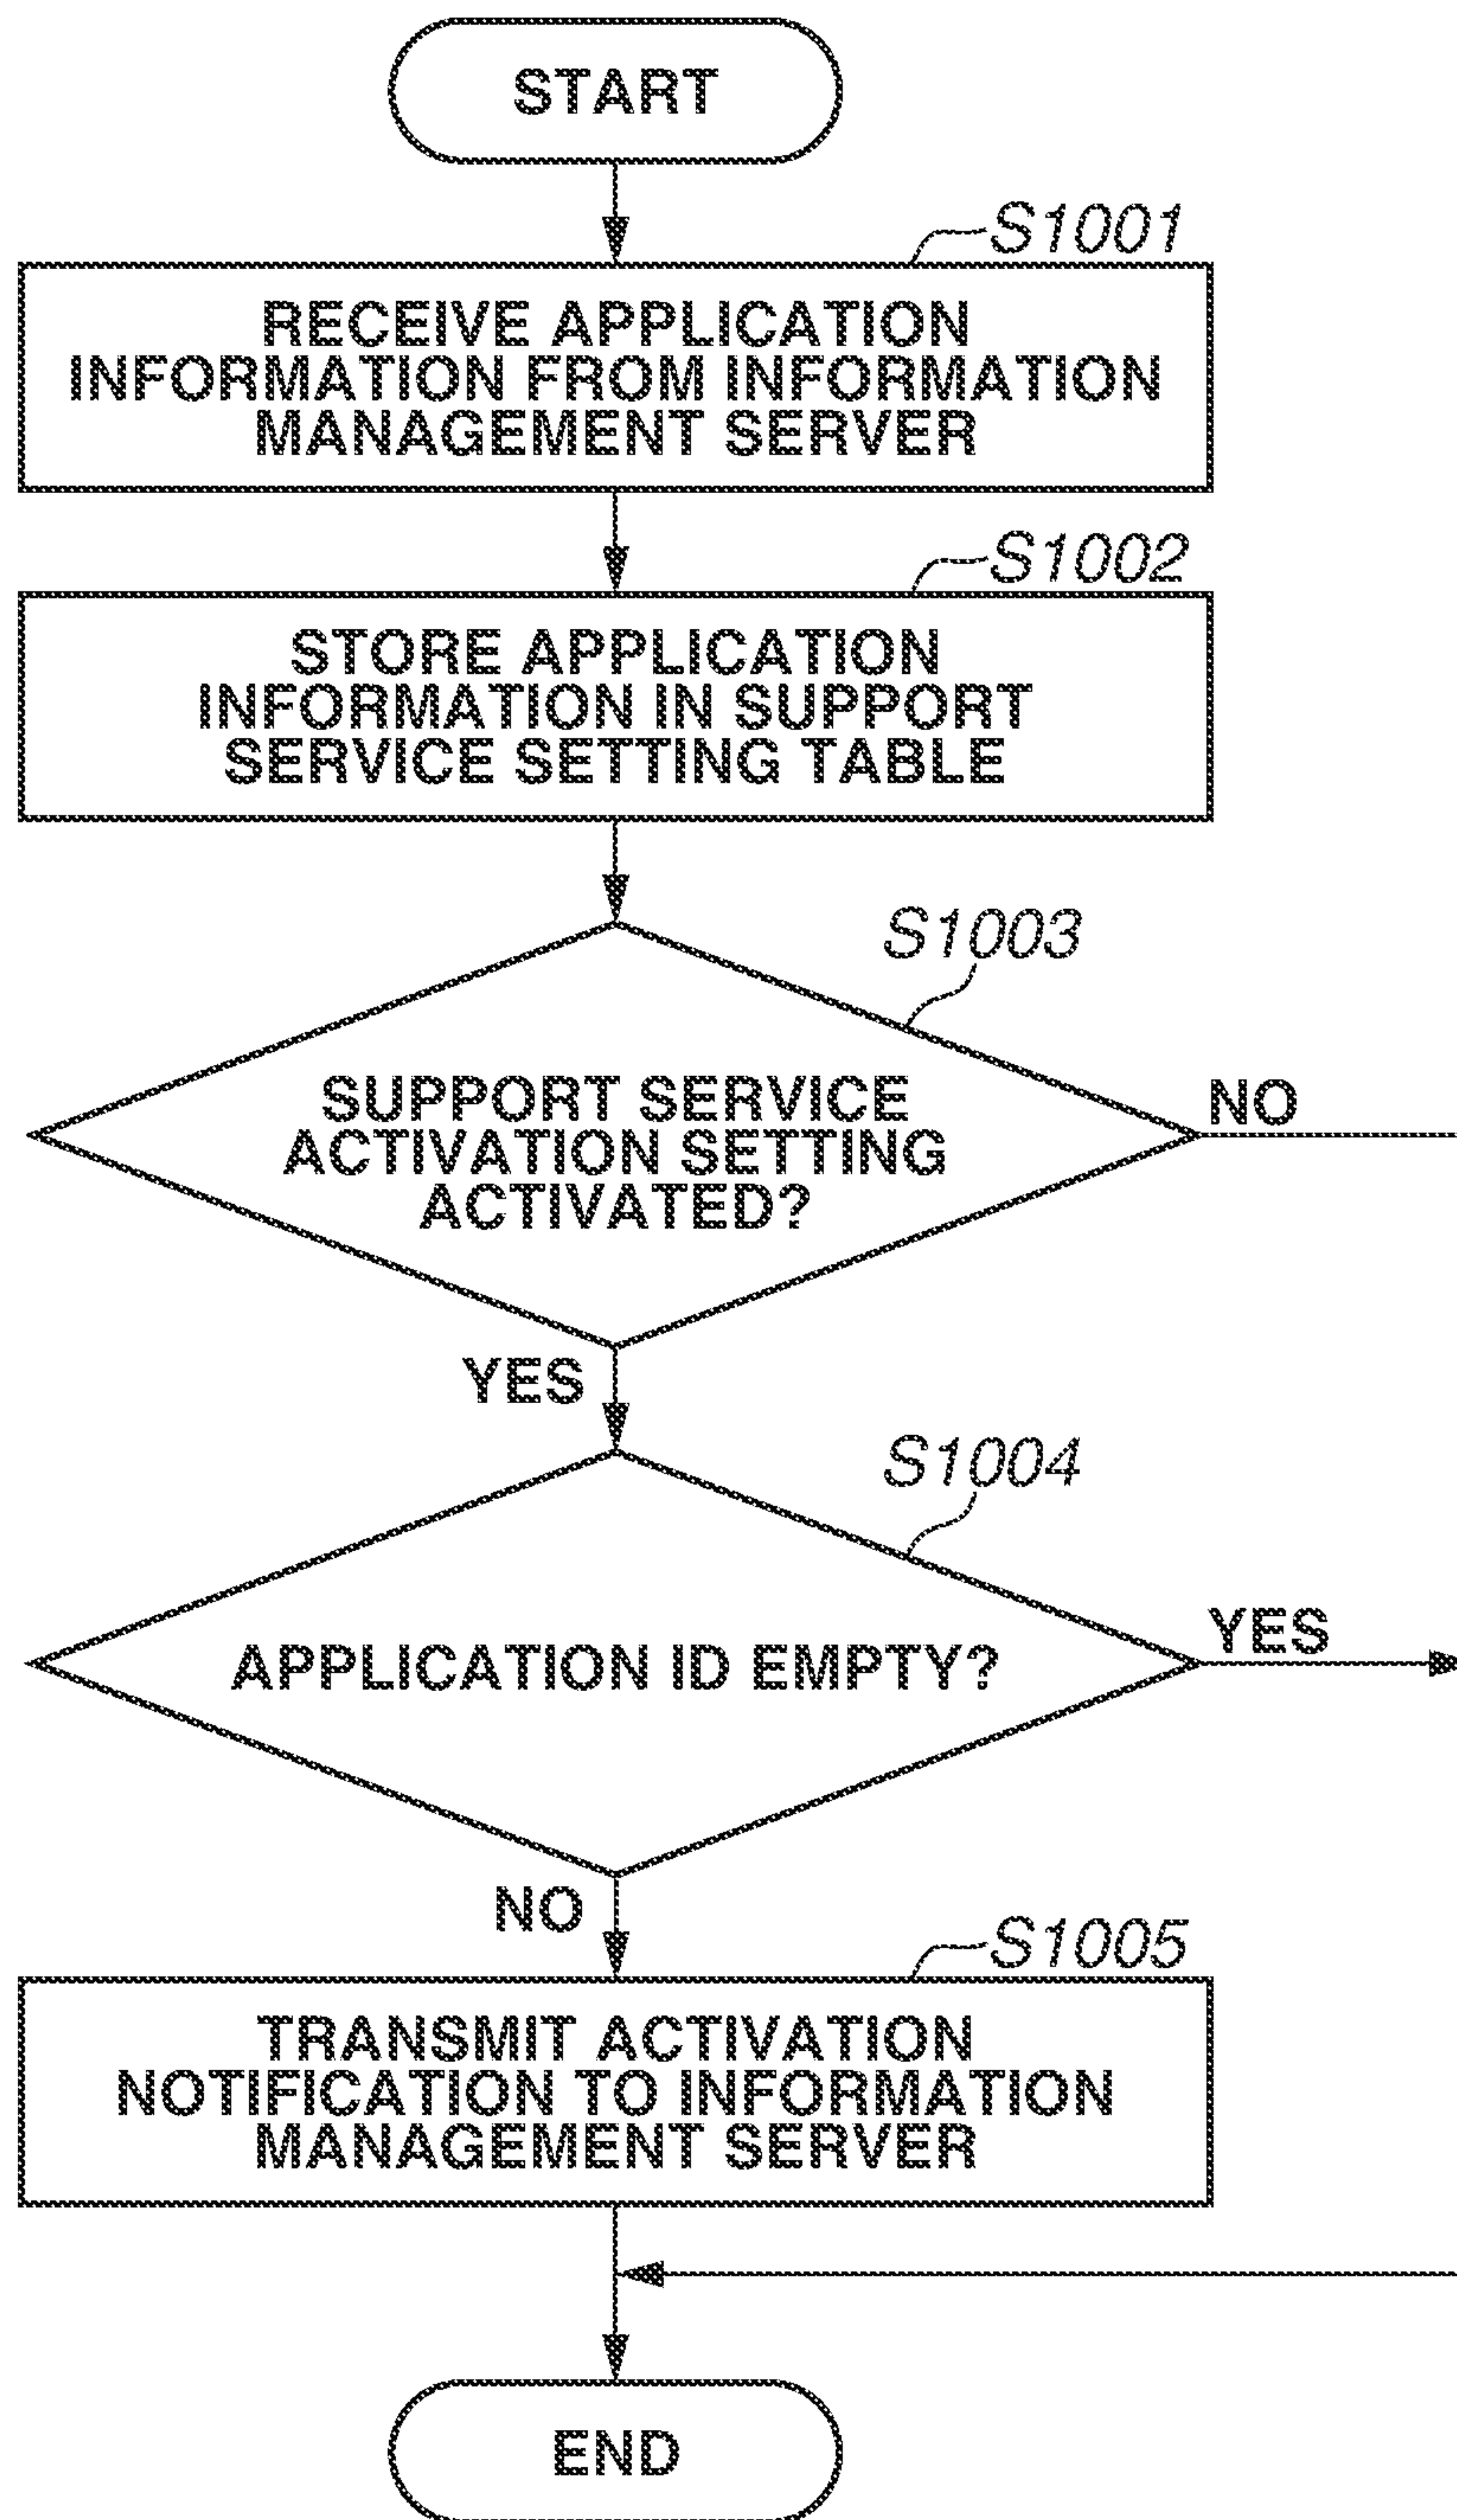 START
S1001
RECEIVE APPLICATION
INFORMATION FROM INFORMATION
MANAGEMENT SERVER
S1002
STORE APPLICATION
INFORMATION IN SUPPORT
SERVICE SETTING TABLE
S1003
SUPPORT SERVICE
ACTIVATION SETTING
ACTIVATED?
NO
YES
S1004
APPLICATION ID EMPTY?
YES
NO
S1005
TRANSMIT ACTIVATION
NOTIFICATION TO INFORMATION
MANAGEMENT SERVER
END